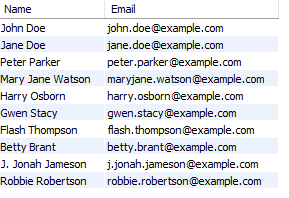 Name Email
John Doe john.doe@example.com
Jane Doe jane.doe@example.com
Peter Parker peter.parker@example.com
Mary Jane Watson maryjane.watson@example.com
Harry Osborn harry.osborn@example.com
Gwen Stacy gwen.stacy@example.com
Flash Thompson flash.thompson@example.com
Betty Brant betty.brant@example.com
J. Jonah Jameson j.jonah.jameson@example.com
Robbie Robertson robbie.robertson@example.com